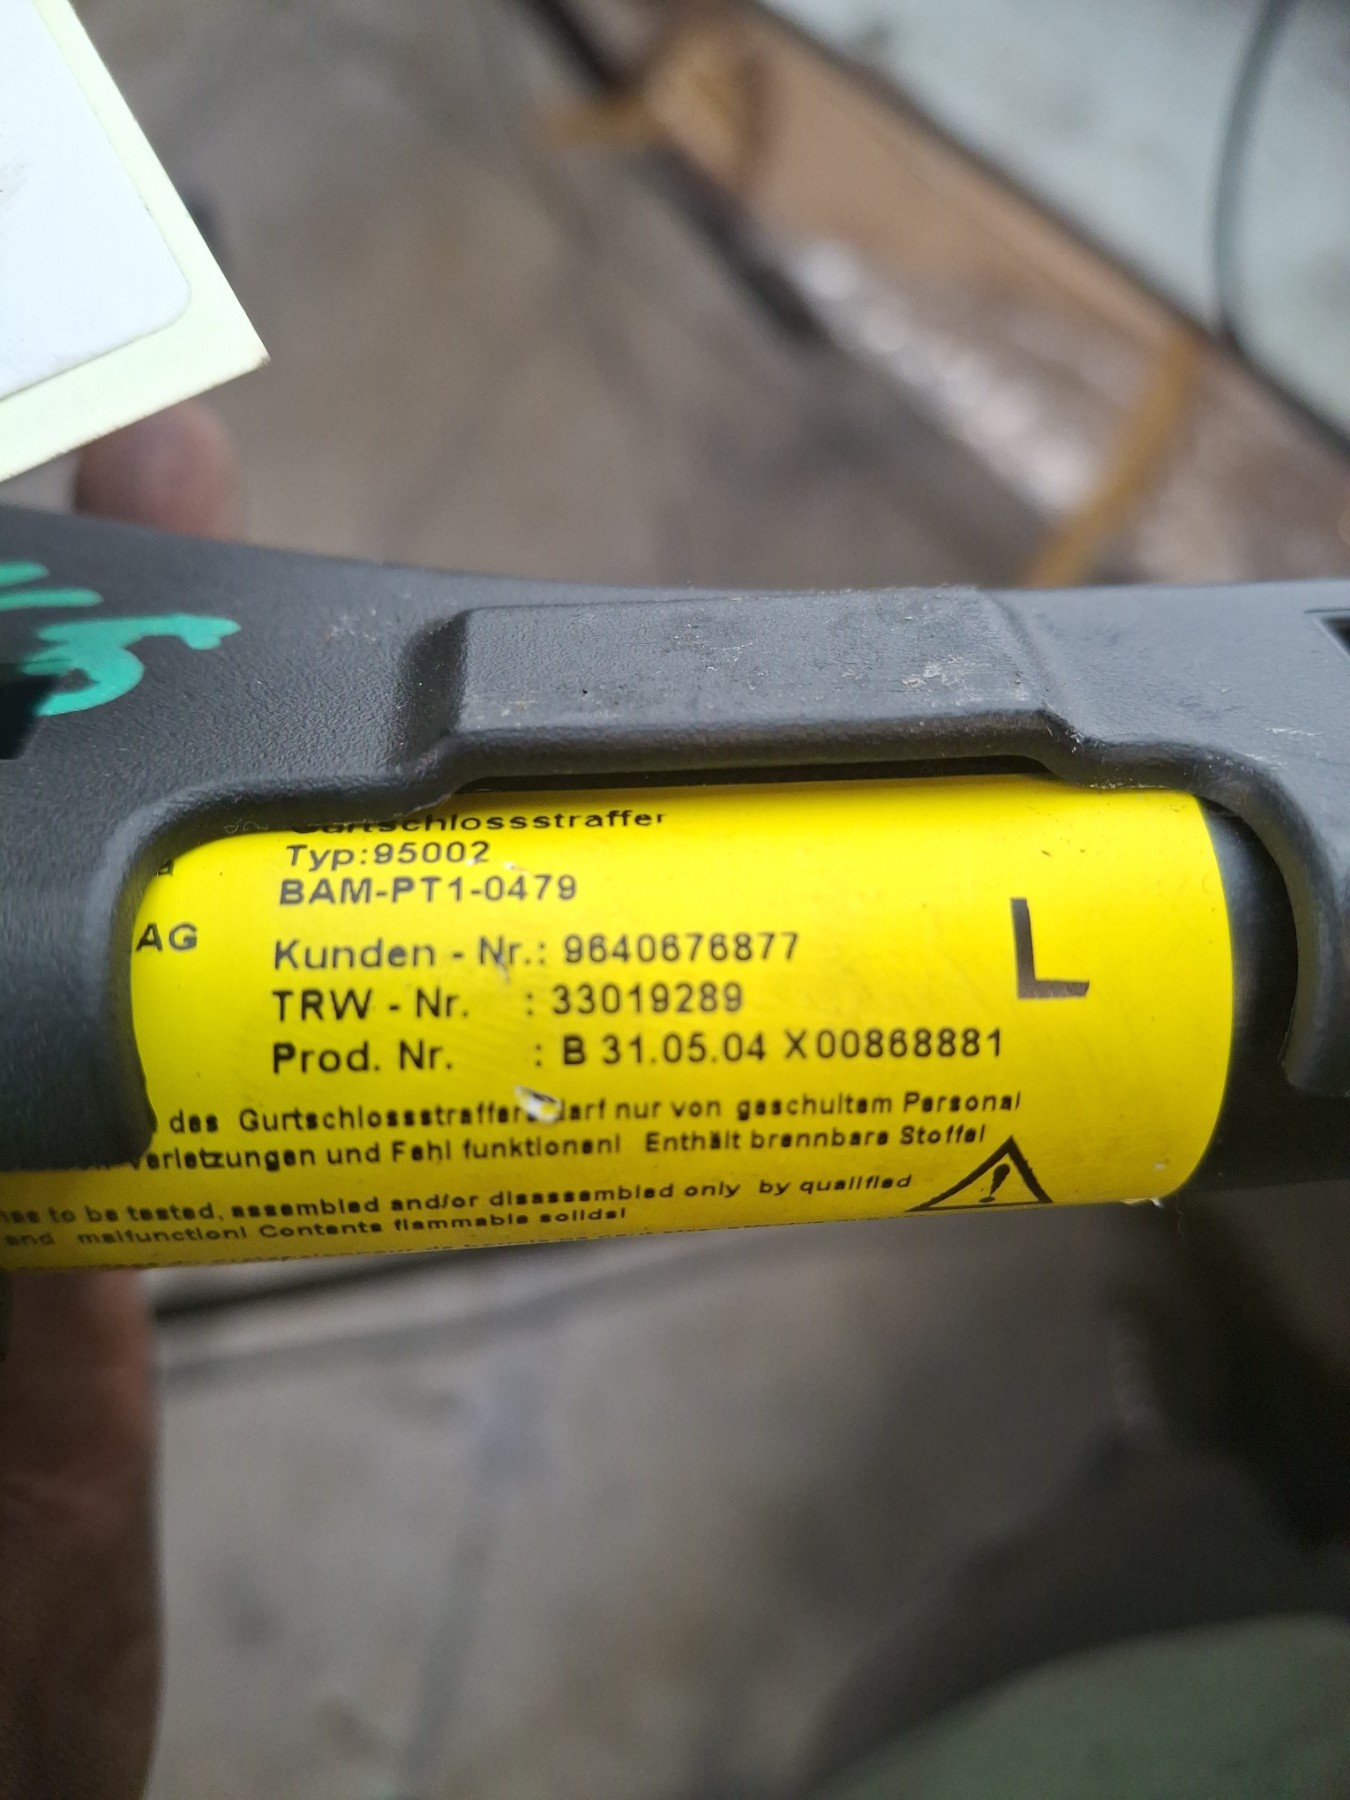 Gurtschlossstraffer
Typ:95002
BAM-PT1-0479
AG
Kunden - Nr.: 9640676877
L
TRW - Nr. : 33019289
Prod. Nr. : B 31.05.04 X00868881
des Gurtschlossstraffers darf nur von geschultem Personal
Verletzungen und Fehl funktionen! Enthält brennbare Stoffe!
to be tested, assembled and/or disassembled only by qualified
and malfunction! Contents flammable solids!